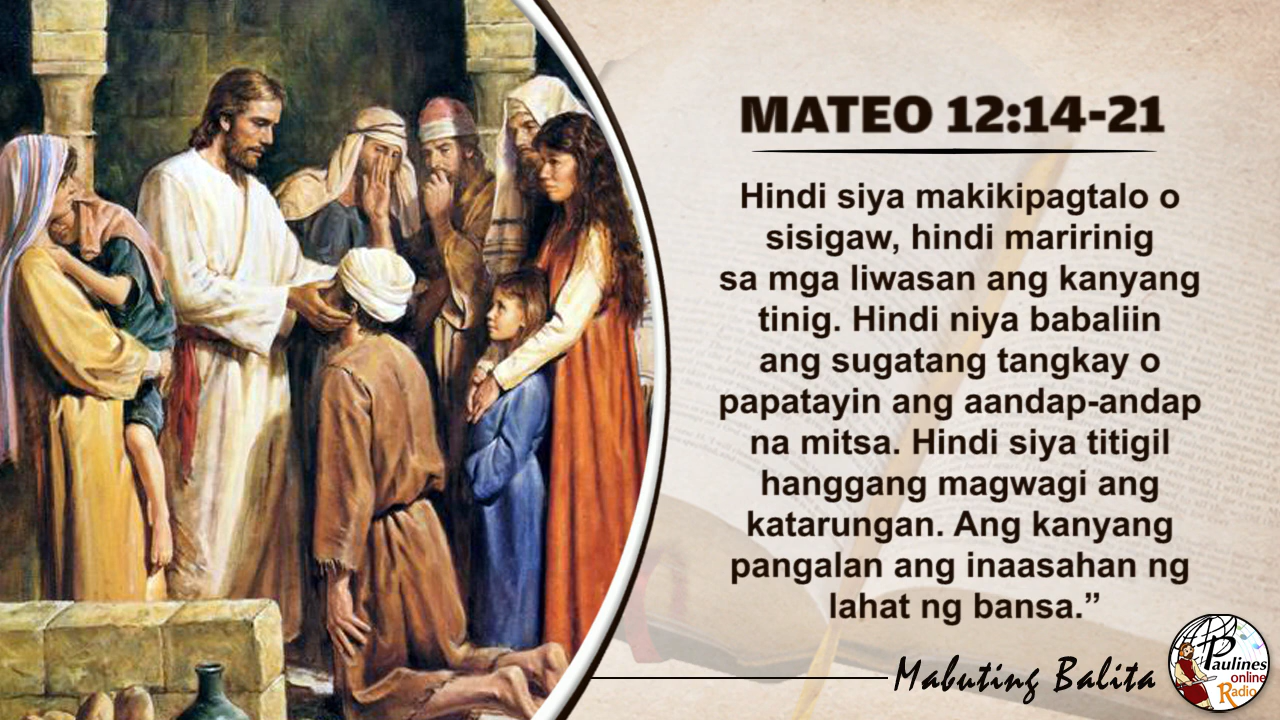 MATEO 12:14-21
Hindi siya makikipagtalo o
sisigaw, hindi maririnig
sa mga liwasan ang kanyang
tinig. Hindi niya babaliin
ang sugatang tangkay o
papatayin ang aandap-andap
na mitsa. Hindi siya titigil
hanggang magwagi ang
katarungan. Ang kanyang
pangalan ang inaasahan ng
lahat ng bansa.”
Mabuting Balita
Paulines
online
Radio